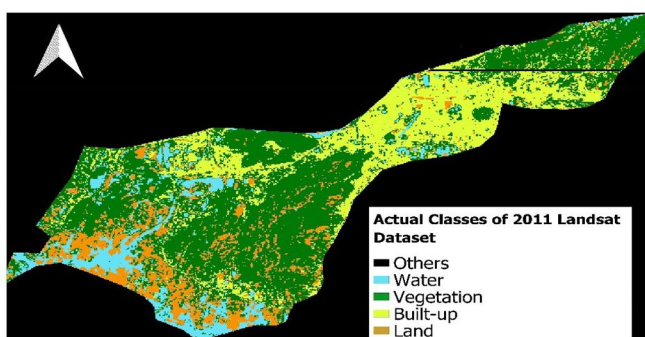 Actual Classes of 2011 Landsat
Dataset
Others
Water
Vegetation
Built-up
Land